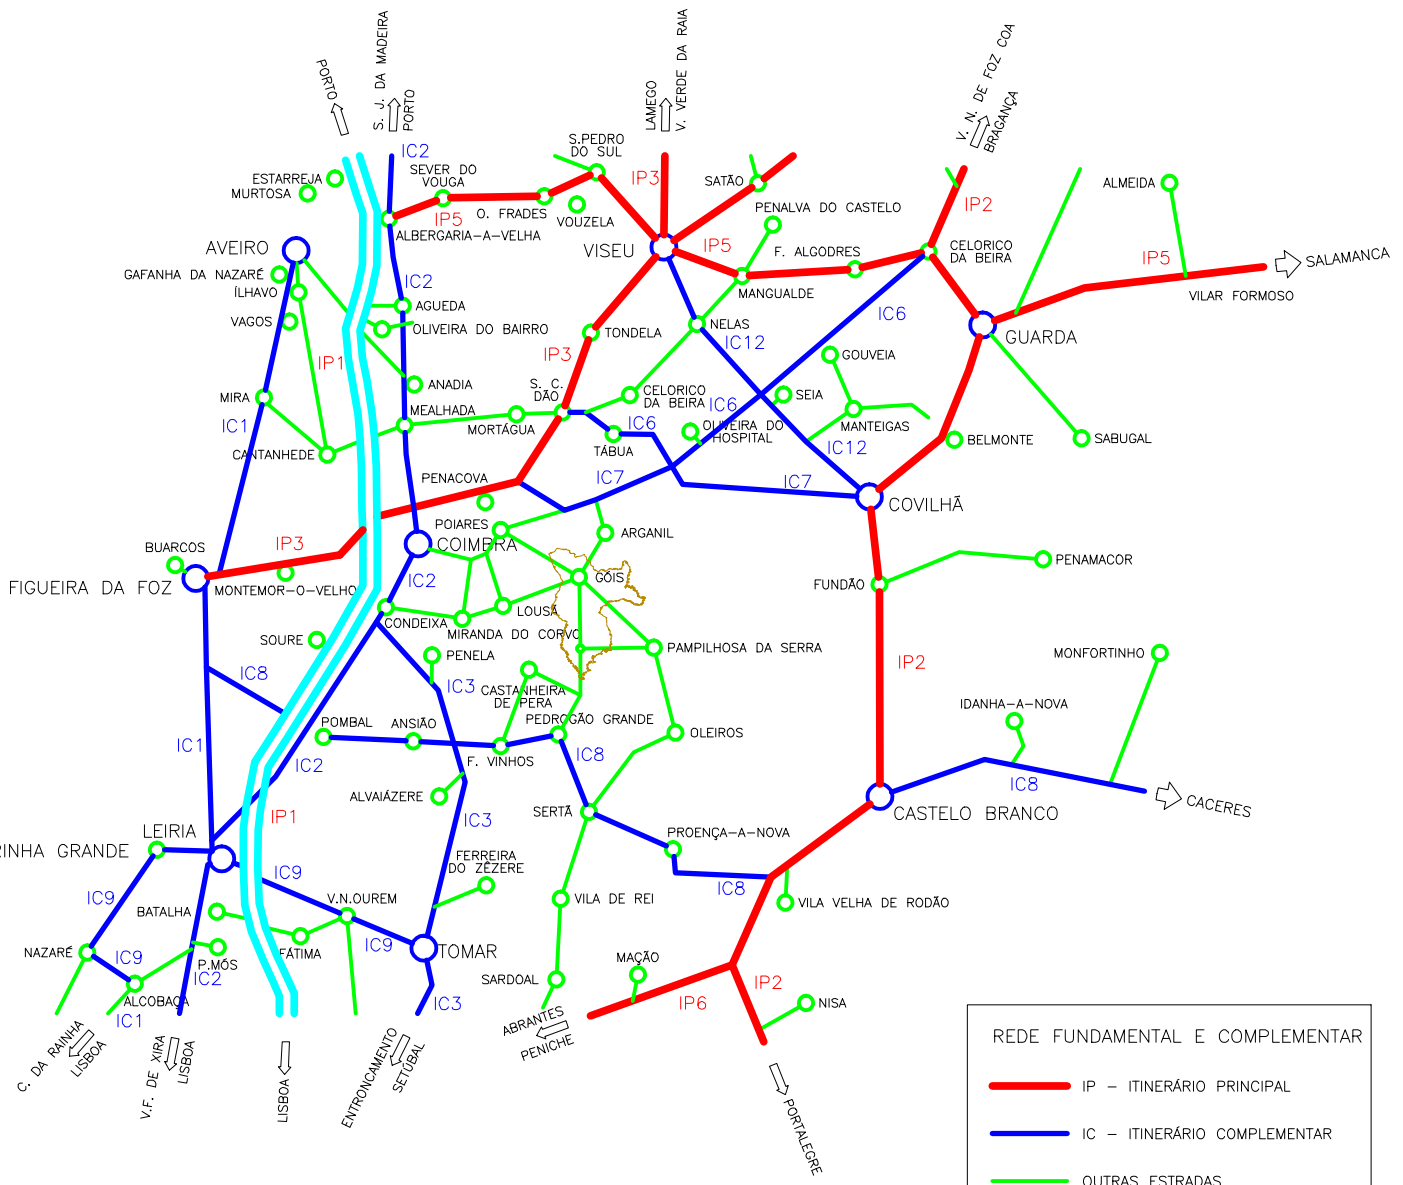 PORTO
S. J. DA MADEIRA
PORTO
LAMEGO
V. VERDE DA RAIA
V. N. DE FOZ COA
BRAGANÇA
IC2
S.PEDRO
DO SUL
ESTARREJA
MURTOSA
SEVER DO
VOUGA
IP3
SATÃO
IP2
ALMEIDA
IP5
O. FRADES
VOUZELA
PENALVA DO CASTELO
ALBERGARIA-A-VELHA
AVEIRO
VISEU
IP5
F. ALGODRES
CELORICO
DA BEIRA
IP5
SALAMANCA
GAFANHA DA NAZARÉ
ÍLHAVO
IC2
MANGUALDE
VILAR FORMOSO
VAGOS
AGUEDA
OLIVEIRA DO BAIRRO
TONDELA
NELAS
IC6
GUARDA
IP1
IP3
IC12
GOUVEIA
ANADIA
S. C.
DÃO
CELORICO
DA BEIRA
SEIA
MIRA
IC6
IC1
MEALHADA
MORTÁGUA
IC6
OLIVEIRA DO
HOSPITAL
MANTEIGAS
CANTANHEDE
TÁBUA
IC12
BELMONTE
SABUGAL
PENACOVA
IC7
IC7
COVILHÃ
POIARES
COIMBRA
ARGANIL
BUARCOS
IP3
PENAMACOR
FIGUEIRA DA FOZ
MONTEMOR-O-VELHO
IC2
GÓIS
FUNDÃO
CONDEIXA
LOUSÃ
SOURE
MIRANDA DO CORVO
PAMPILHOSA DA SERRA
PENELA
IP2
MONFORTINHO
IC8
IC3
CASTANHEIRA
DE PERA
IDANHA-A-NOVA
POMBAL
ANSIÃO
PEDROGÃO GRANDE
OLEIROS
IC1
IC2
F. VINHOS
IC8
IC8
ALVAIÁZERE
CACERES
IP1
IC3
SERTÃ
CASTELO BRANCO
LEIRIA
PROENÇA-A-NOVA
RINHA GRANDE
FERREIRA
DO ZÊZERE
IC9
IC8
IC9
V.N.OUREM
VILA DE REI
VILA VELHA DE RODÃO
BATALHA
NAZARÉ
IC9
P.MÓS
FÁTIMA
IC9
TOMAR
MAÇÃO
IC2
SARDOAL
IP2
ALCOBAÇA
IC3
IP6
NISA
IC1
ABRANTES
PENICHE
C. DA RAINHA
LISBOA
V.F. DE XIRA
LISBOA
LISBOA
ENTRONCAMENTO
SETÚBAL
PORTALEGRE
REDE FUNDAMENTAL E COMPLEMENTAR
IP - ITINERÁRIO PRINCIPAL
IC - ITINERÁRIO COMPLEMENTAR
OUTRAS ESTRADAS